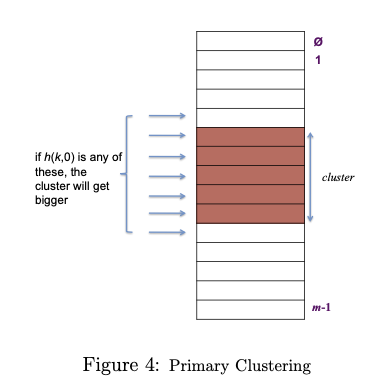 Ø
1
if h(k,0) is any of
these, the
cluster will get
bigger
cluster
m-1
Figure 4: Primary Clustering